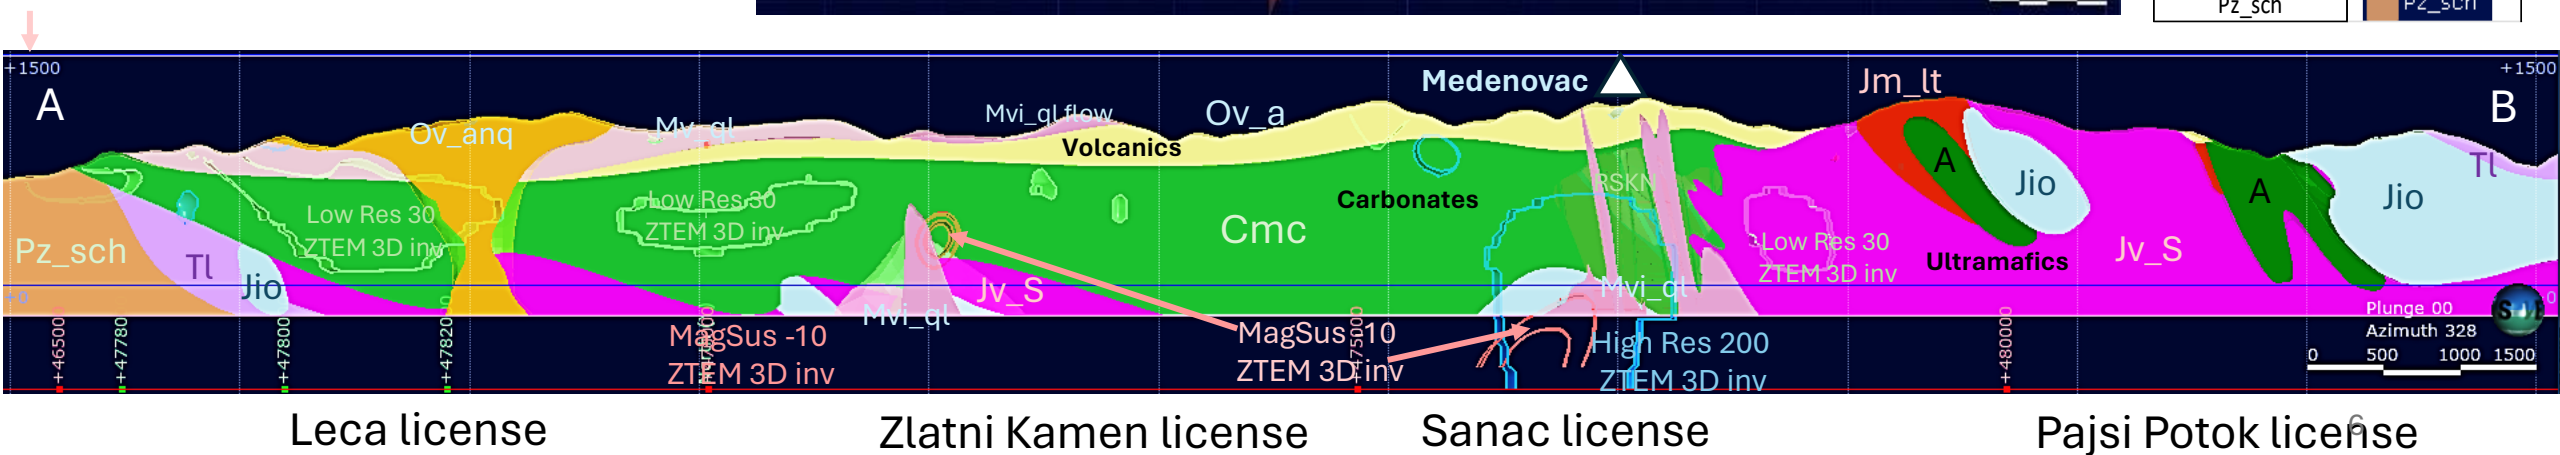 Pz_sch
Pz_sch
+1500
+1500
A
B
Medenovac
Jm_lt
Ov_anq
Mv_ql
Mvi_ql flow
Ov_a
Volcanics
Tl
A
Jio
A
Jio
Low Res 30
ZTEM 3D inv
Low Res 30
ZTEM 3D inv
Carbonates
RSKN
Cmc
Pz_sch
Tl
Jio
Jv_S
Low Res 30
ZTEM 3D inv
Ultramafics
Jv_S
Mvi_ql
Mvi_ql
+0
0
Plunge 00
Azimuth 328
0 500 1000 1500
MagSus -10
ZTEM 3D inv
MagSus -10
ZTEM 3D inv
High Res 200
ZTEM 3D inv
+465000
+47780
+47800
+47820
+475000
+480000
Leca license
Zlatni Kamen license
Sanac license
Pajsi Potok license
6